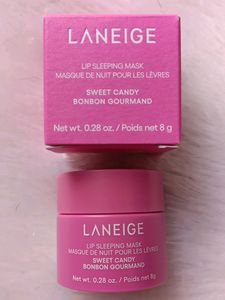 LANEIGE
LIP SLEEPING MASK
MASQUE DE NUIT POUR LES LÈVRES
SWEET CANDY
BONBON GOURMAND
Net wt. 0.28 oz. / Poids net 8 g
LANEIGE
LIP SLEEPING MASK
MASQUE DE NUIT POUR LES LÈVRES
SWEET CANDY
BONBON GOURMAND
Net wt. 0.28 oz. / Poids net 8g